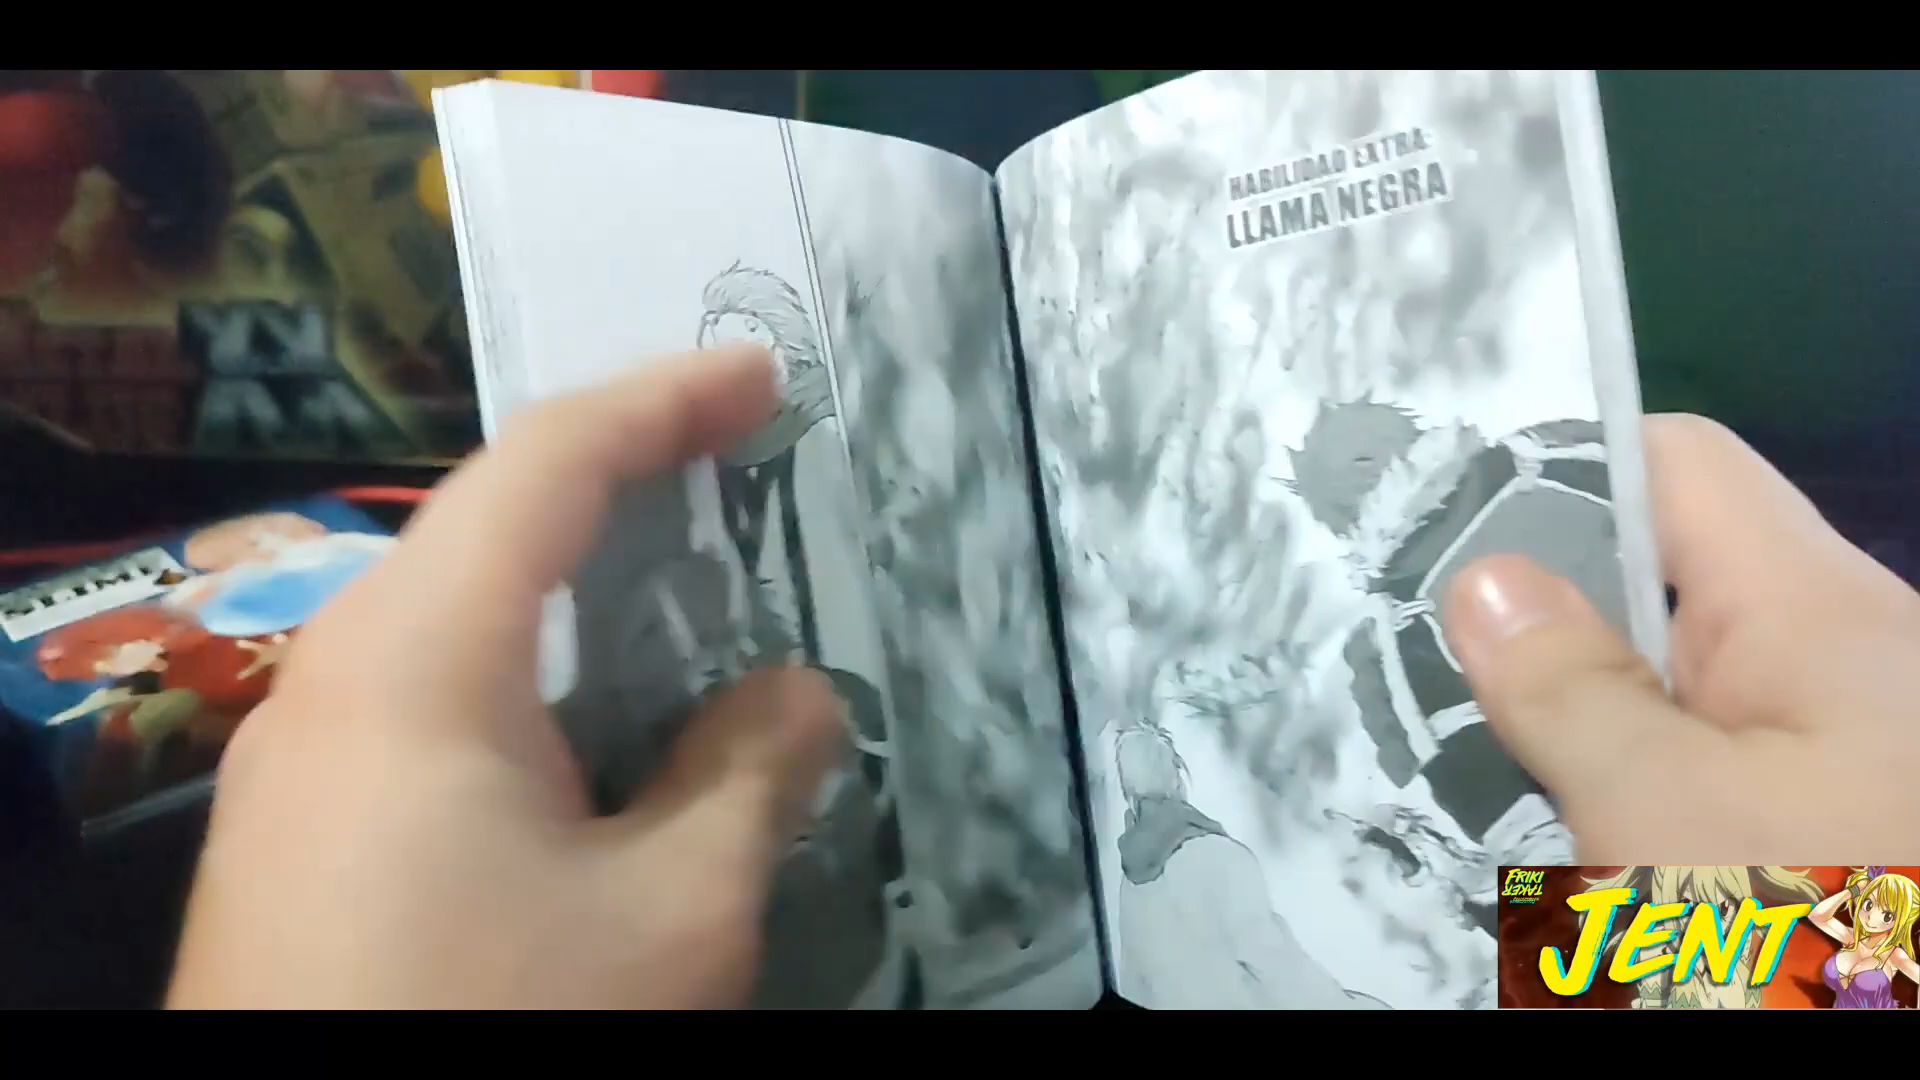 HABILIDAD EXTRA:
LLAMA NEGRA
SLIME
FRIKI
TAKER
JENT